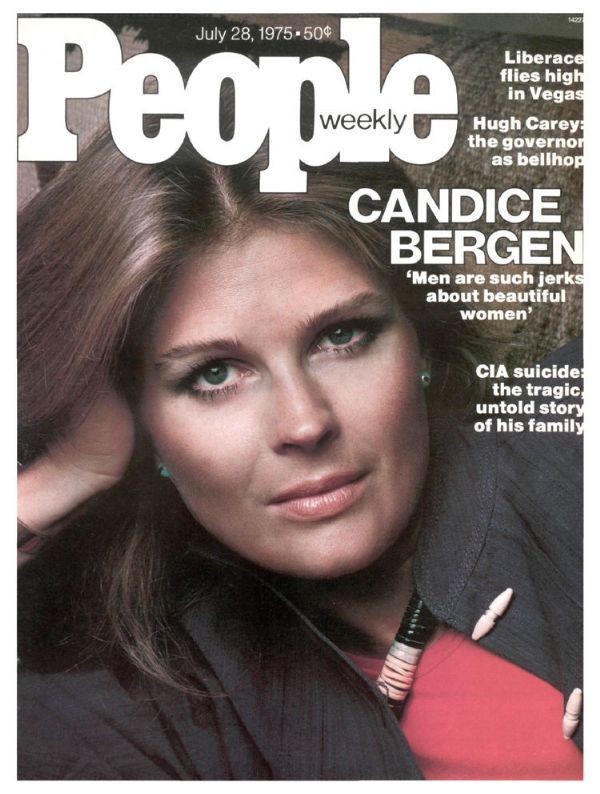 July 28, 1975 ▪ 50¢
People
weekly
Liberace
flies high
in Vegas
Hugh Carey:
the governor
as bellhop
CANDICE
BERGEN
‘Men are such jerks
about beautiful
women’
CIA suicide:
the tragic,
untold story
of his family